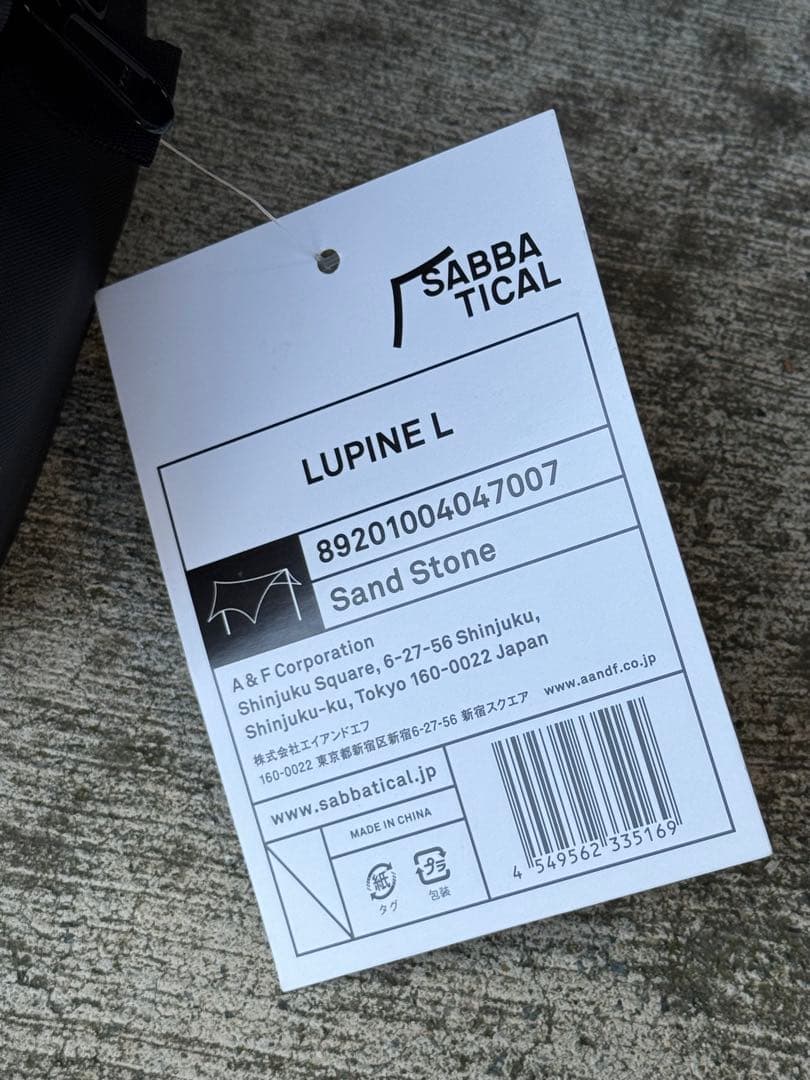 SABBA
TICAL
LUPINE L
89201004047007
Sand Stone
A & F Corporation
Shinjuku Square, 6-27-56 Shinjuku,
Shinjuku-ku, Tokyo 160-0022 Japan
株式会社エイアンドエフ
www.aandf.co.jp
160-0022 東京都新宿区新宿6-27-56 新宿スクエア
www.sabbatical.jp
MADE IN CHINA
紙
タグ
プラ
包装
4 549562 335169